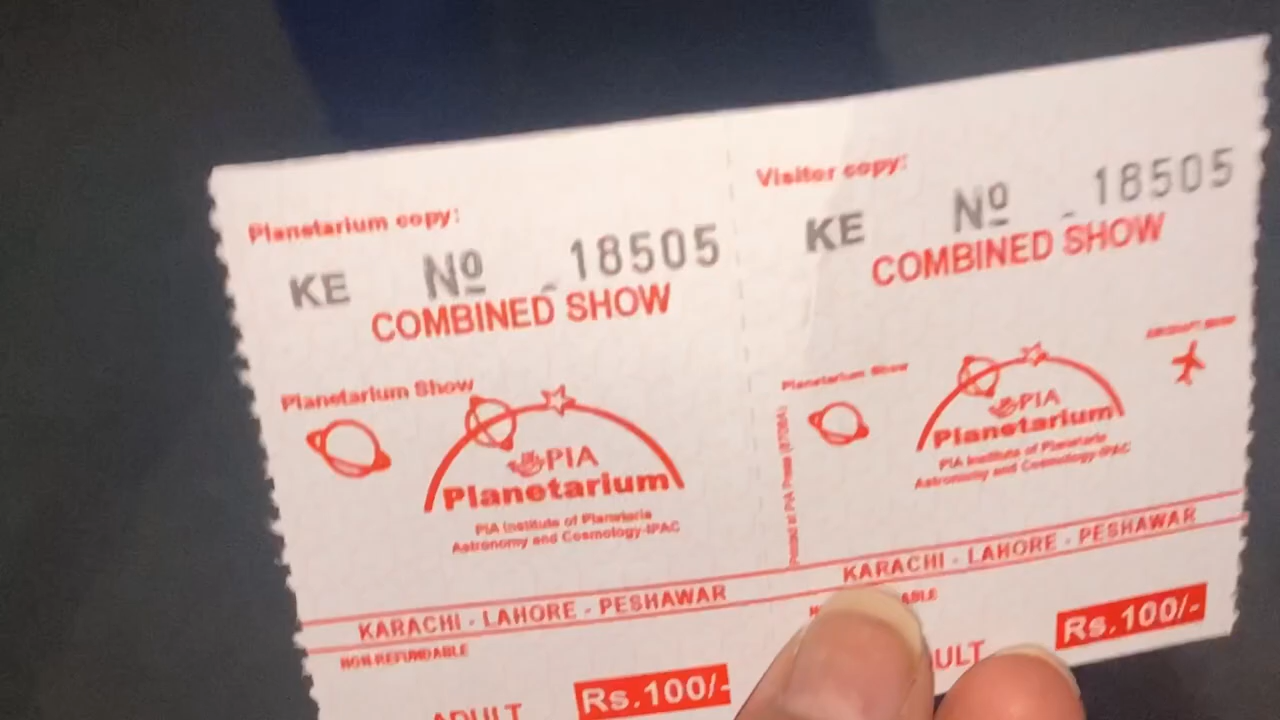 Planetarium copy:
KE Nº 18505
COMBINED SHOW
Planetarium Show
PIA
Planetarium
PIA Institute of Planetaria
Astronomy and Cosmology-IPAC
KARACHI - LAHORE - PESHAWAR
NON-REFUNDABLE
ADULT Rs.100/-
Visitor copy:
KE Nº 18505
COMBINED SHOW
Planetarium Show
PIA
Planetarium
PIA Institute of Planetaria
Astronomy and Cosmology-IPAC
KARACHI - LAHORE - PESHAWAR
Rs.100/-